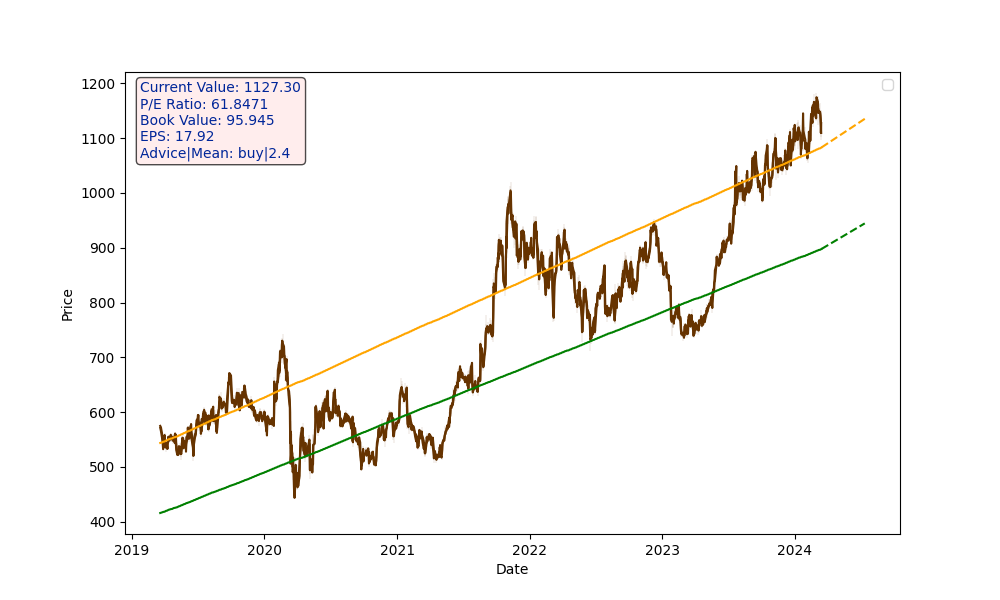 Current Value: 1127.30
P/E Ratio: 61.8471
Book Value: 95.945
EPS: 17.92
Advice|Mean: buy|2.4
1200
1100
1000
900
800
700
600
500
400
Price
2019 2020 2021 2022 2023 2024
Date